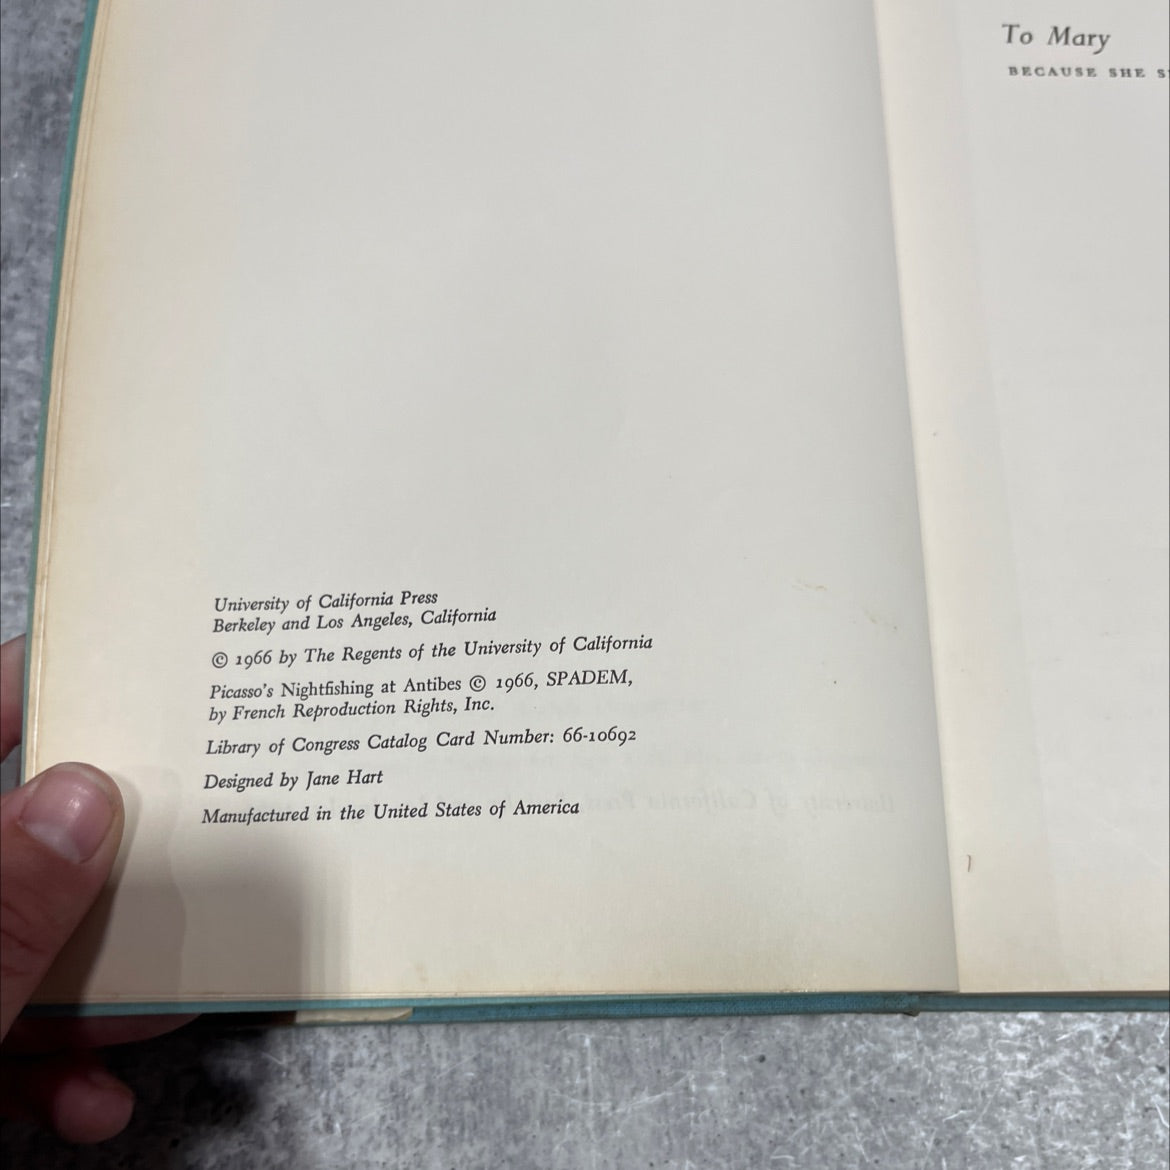 University of California Press
Berkeley and Los Angeles, California
© 1966 by The Regents of the University of California
Picasso's Nightfishing at Antibes © 1966, SPADEM,
by French Reproduction Rights, Inc.
Library of Congress Catalog Card Number: 66-10692
Designed by Jane Hart
Manufactured in the United States of America
To Mary
BECAUSE SHE